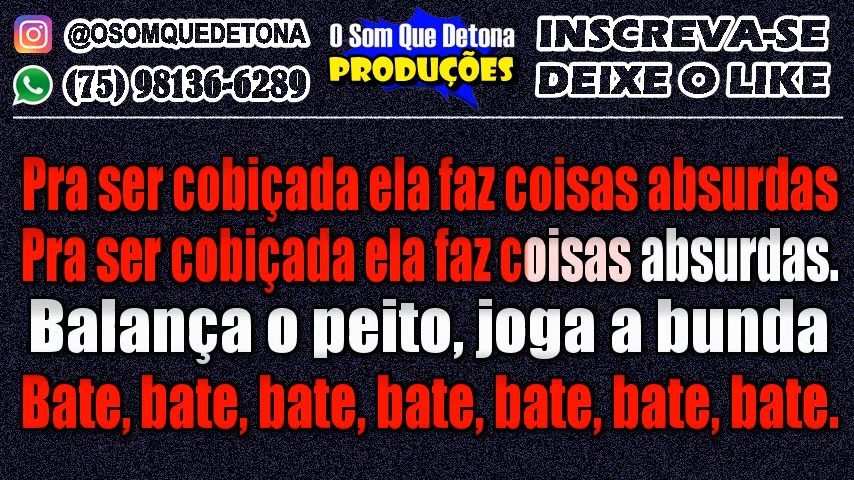 @OSOMQUEDETONA
(75) 98136-6289
O Som Que Detona
PRODUÇÕES
INSCREVA-SE
DEIXE O LIKE
Pra ser cobiçada ela faz coisas absurdas
Pra ser cobiçada ela faz coisas absurdas.
Balança o peito, joga a bunda
Bate, bate, bate, bate, bate, bate, bate.